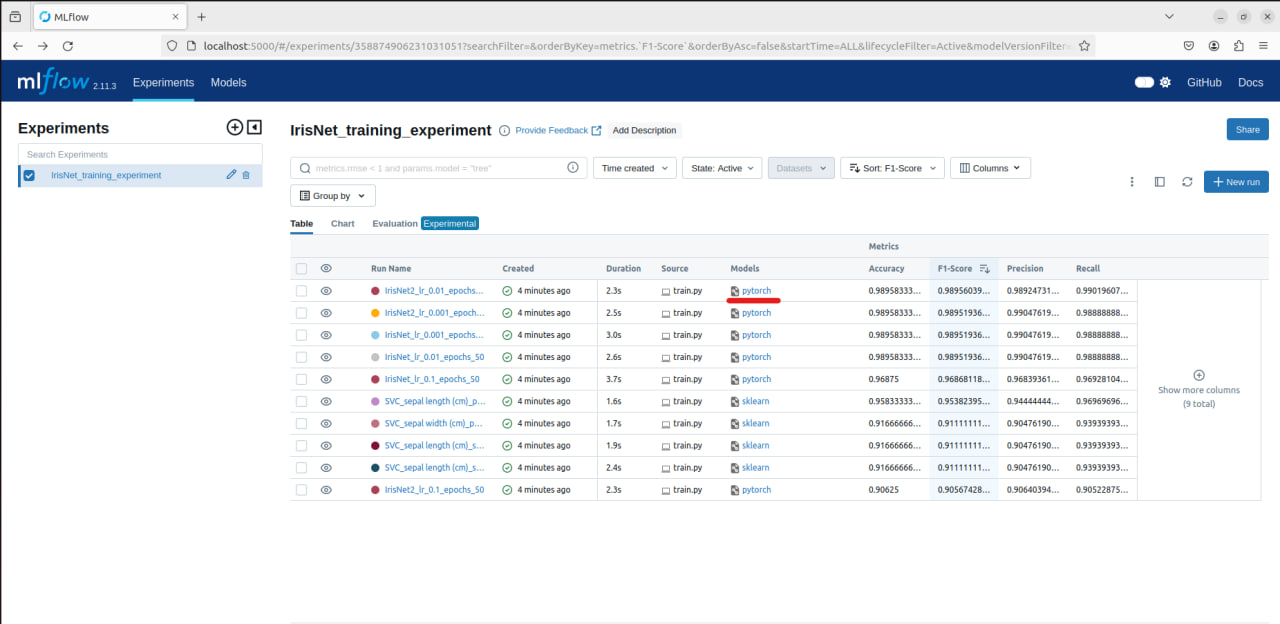 MLflow
localhost:5000/#/experiments/358874906231031051?searchFilter=&orderByKey=metrics.`F1-Score`&orderByAsc=false&startTime=ALL&lifecycleFilter=Active&modelVersionFilter=
mlflow 2.11.3 Experiments Models GitHub Docs
Experiments
Search Experiments
IrisNet_training_experiment
IrisNet_training_experiment Provide Feedback Add Description Share
metrics.rmse < 1 and params.model = "tree" Time created State: Active Datasets Sort: F1-Score Columns
Group by New run
Table Chart Evaluation Experimental
Metrics
Run Name Created Duration Source Models Accuracy F1-Score Precision Recall
IrisNet2_lr_0.01_epochs... 4 minutes ago 2.3s train.py pytorch 0.98958333... 0.98956039... 0.98924731... 0.99019607...
IrisNet2_lr_0.001_epoch... 4 minutes ago 2.5s train.py pytorch 0.98958333... 0.98951936... 0.99047619... 0.98888888...
IrisNet_lr_0.001_epochs... 4 minutes ago 3.0s train.py pytorch 0.98958333... 0.98951936... 0.99047619... 0.98888888...
IrisNet_lr_0.01_epochs_50 4 minutes ago 2.6s train.py pytorch 0.98958333... 0.98951936... 0.99047619... 0.98888888...
IrisNet_lr_0.1_epochs_50 4 minutes ago 3.7s train.py pytorch 0.96875 0.96868118... 0.96839361... 0.96928104...
SVC_sepal length (cm)_p... 4 minutes ago 1.6s train.py sklearn 0.95833333... 0.95382395... 0.94444444... 0.96969696...
SVC_sepal width (cm)_p... 4 minutes ago 1.7s train.py sklearn 0.91666666... 0.91111111... 0.90476190... 0.93939393...
SVC_sepal length (cm)_s... 4 minutes ago 1.9s train.py sklearn 0.91666666... 0.91111111... 0.90476190... 0.93939393...
SVC_sepal length (cm)_s... 4 minutes ago 2.4s train.py sklearn 0.91666666... 0.91111111... 0.90476190... 0.93939393...
IrisNet2_lr_0.1_epochs_50 4 minutes ago 2.3s train.py pytorch 0.90625 0.90567428... 0.90640394... 0.90522875...
Show more columns
(9 total)